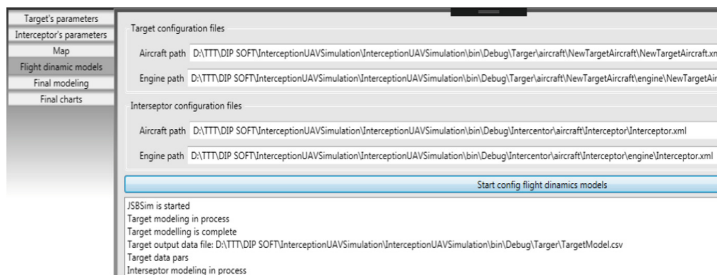 Target's parameters
Interceptor's parameters
Map
Flight dinamic models
Final modeling
Final charts
Target configuration files
Aircraft path D:\TTT\DIP SOFT\InterceptionUAVSimulation\InterceptionUAVSimulation\bin\Debug\Targer\aircraft\NewTargetAircraft\NewTargetAircraft.xm
Engine path D:\TTT\DIP SOFT\InterceptionUAVSimulation\InterceptionUAVSimulation\bin\Debug\Targer\aircraft\NewTargetAircraft\engine\NewTargetAir
Interseptor configuration files
Aircraft path D:\TTT\DIP SOFT\InterceptionUAVSimulation\InterceptionUAVSimulation\bin\Debug\Intercentor\aircraft\Interceptor\Interceptor.xml
Engine path D:\TTT\DIP SOFT\InterceptionUAVSimulation\InterceptionUAVSimulation\bin\Debug\Intercentor\aircraft\Interceptor\engine\Interceptor.xml
Start config flight dinamics models
JSBSim is started
Target modeling in process
Target modelling is complete
Target output data file: D:\TTT\DIP SOFT\InterceptionUAVSimulation\InterceptionUAVSimulation\bin\Debug\Targer\TargetModel.csv
Target data pars
Interseptor modeling in process